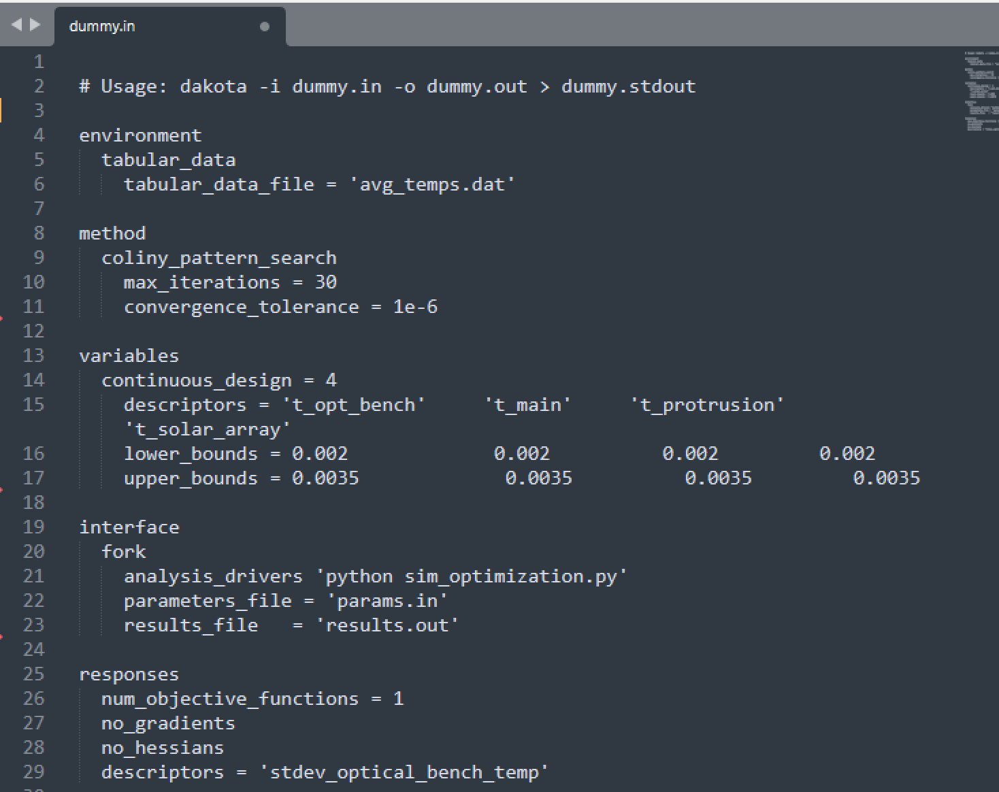 dummy.in
1
2 # Usage: dakota -i dummy.in -o dummy.out > dummy.stdout
3
4 environment
5 tabular_data
6 tabular_data_file = 'avg_temps.dat'
7
8 method
9 coliny_pattern_search
10 max_iterations = 30
11 convergence_tolerance = 1e-6
12
13 variables
14 continuous_design = 4
15 descriptors = 't_opt_bench' 't_main' 't_protrusion'
't_solar_array'
16 lower_bounds = 0.002 0.002 0.002 0.002
17 upper_bounds = 0.0035 0.0035 0.0035 0.0035
18
19 interface
20 fork
21 analysis_drivers 'python sim_optimization.py'
22 parameters_file = 'params.in'
23 results_file = 'results.out'
24
25 responses
26 num_objective_functions = 1
27 no_gradients
28 no_hessians
29 descriptors = 'stdev_optical_bench_temp'